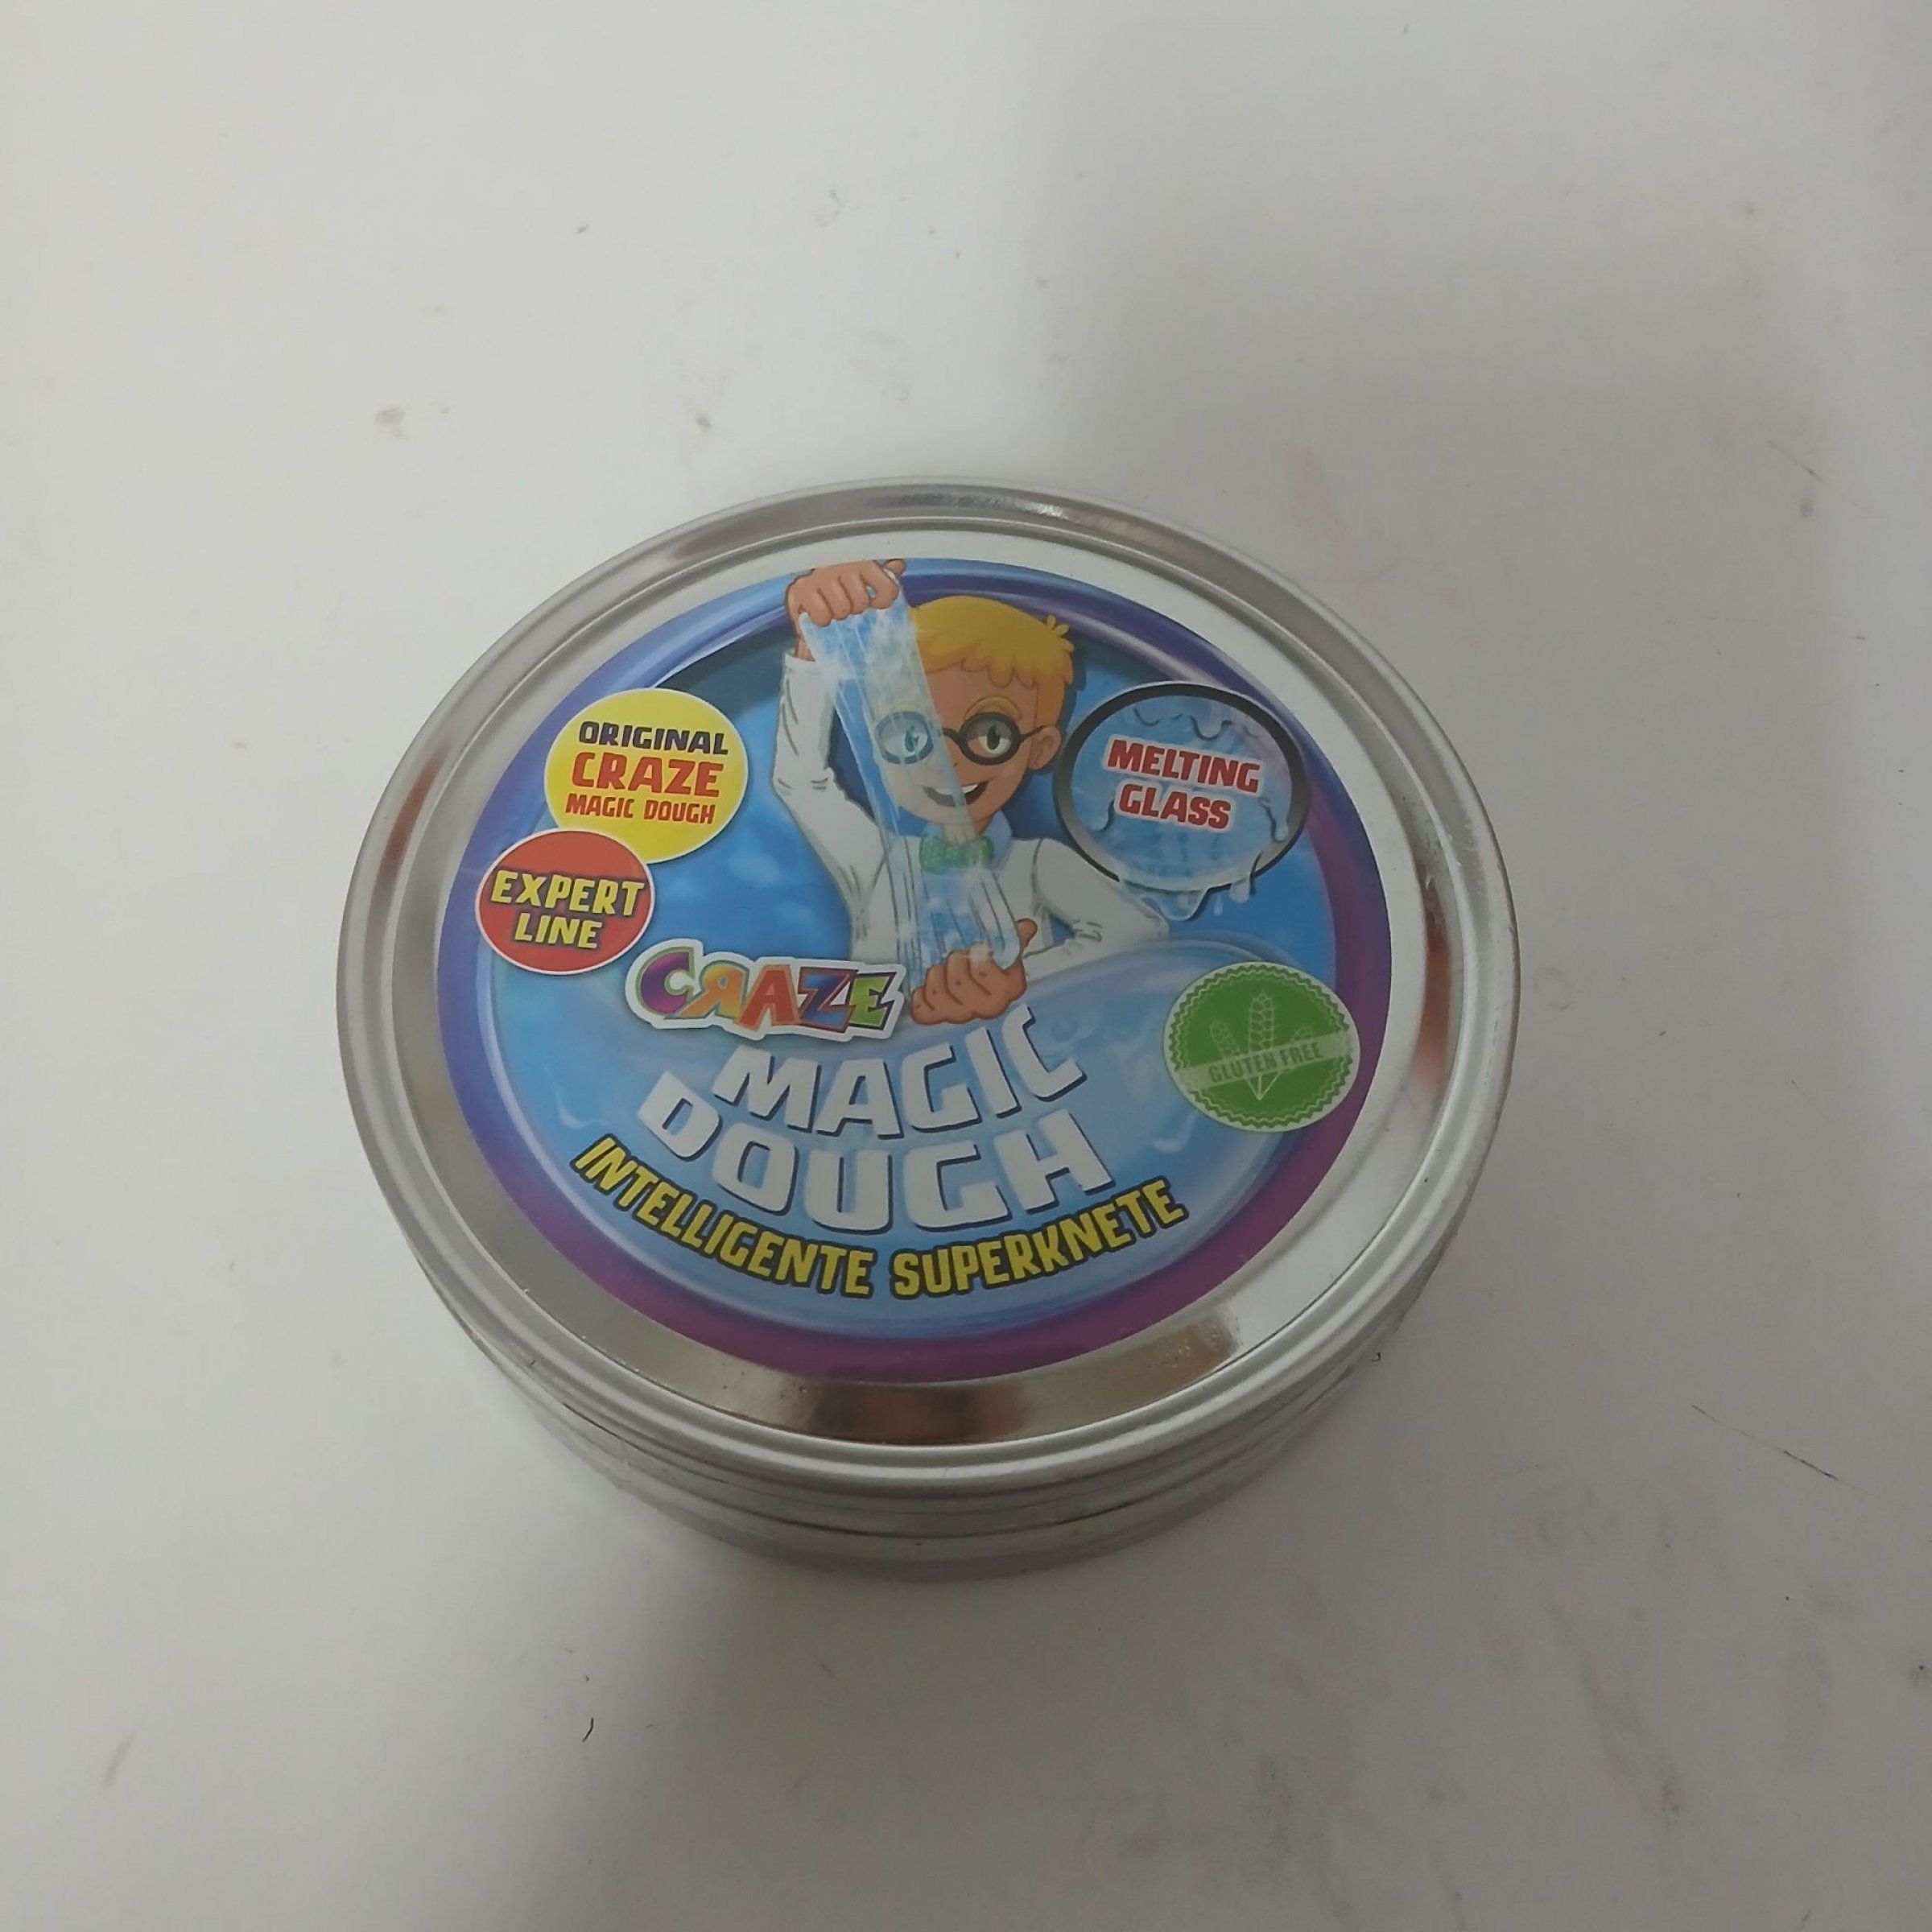 ORIGINAL
CRAZE
MAGIC DOUGH
EXPERT
LINE
MELTING
GLASS
CRAZE
GLUTEN FREE
MAGIC
DOUGH
INTELLIGENTE SUPERKNETE